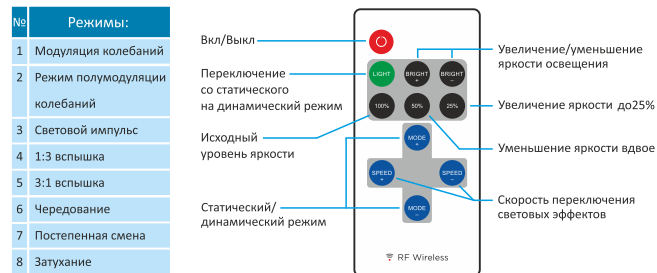 № Режимы:
1 Модуляция колебаний
2 Режим полумодуляции
колебаний
3 Световой импульс
4 1:3 вспышка
5 3:1 вспышка
6 Чередование
7 Постепенная смена
8 Затухание
Вкл/Выкл
Переключение
со статического
на динамический режим
Исходный
уровень яркости
Статический/
динамический режим
LIGHT
BRIGHT
+
BRIGHT
−
100%
50%
25%
MODE
+
SPEED
+
SPEED
−
MODE
−
RF Wireless
Увеличение/уменьшение
яркости освещения
Увеличение яркости до25%
Уменьшение яркости вдвое
Скорость переключения
световых эффектов